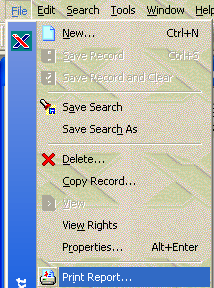 File Edit Search Tools Window Help
New... Ctrl+N
Save Record Ctrl+S
Save Record and Clear
Save Search
Save Search As
Delete...
Copy Record...
View
View Rights
Properties... Alt+Enter
Print Report...